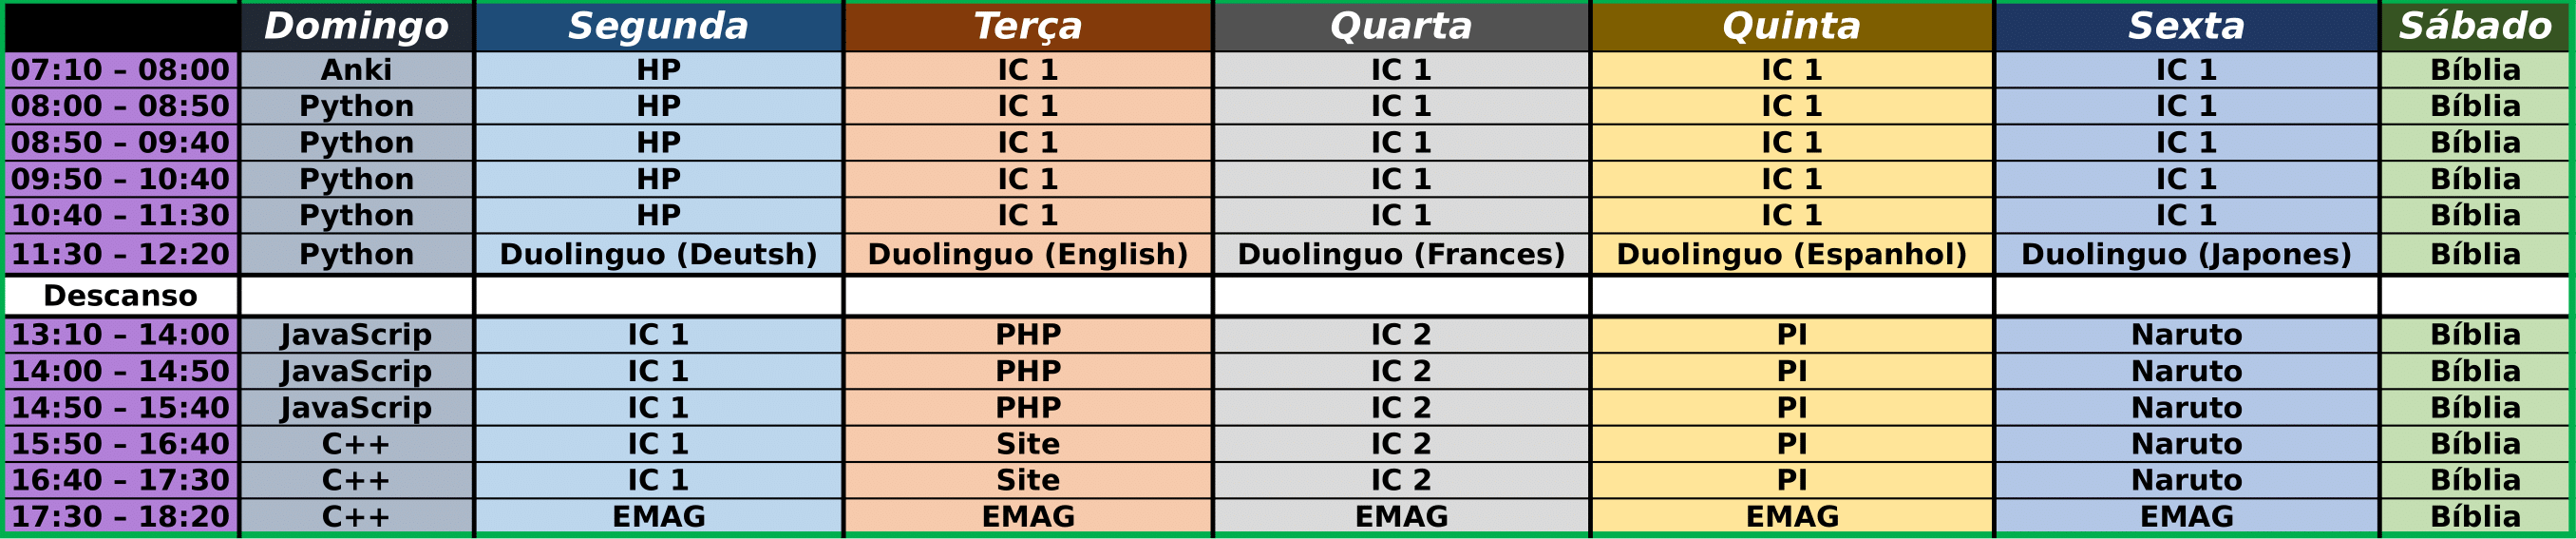 Domingo Segunda Terça Quarta Quinta Sexta Sábado
07:10 – 08:00 Anki HP IC 1 IC 1 IC 1 IC 1 Bíblia
08:00 – 08:50 Python HP IC 1 IC 1 IC 1 IC 1 Bíblia
08:50 – 09:40 Python HP IC 1 IC 1 IC 1 IC 1 Bíblia
09:50 – 10:40 Python HP IC 1 IC 1 IC 1 IC 1 Bíblia
10:40 – 11:30 Python HP IC 1 IC 1 IC 1 IC 1 Bíblia
11:30 – 12:20 Python Duolinguo (Deutsh) Duolinguo (English) Duolinguo (Frances) Duolinguo (Espanhol) Duolinguo (Japones) Bíblia
Descanso
13:10 – 14:00 JavaScrip IC 1 PHP IC 2 PI Naruto Bíblia
14:00 – 14:50 JavaScrip IC 1 PHP IC 2 PI Naruto Bíblia
14:50 – 15:40 JavaScrip IC 1 PHP IC 2 PI Naruto Bíblia
15:50 – 16:40 C++ IC 1 Site IC 2 PI Naruto Bíblia
16:40 – 17:30 C++ IC 1 Site IC 2 PI Naruto Bíblia
17:30 – 18:20 C++ EMAG EMAG EMAG EMAG EMAG Bíblia